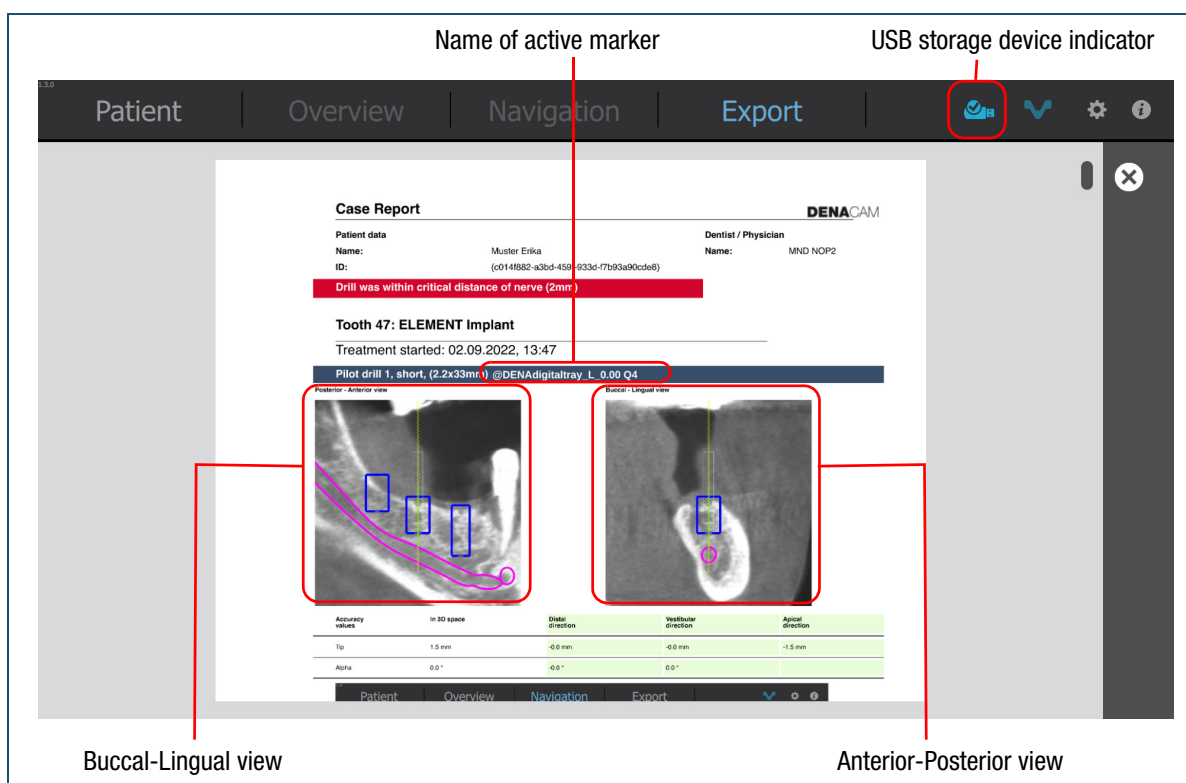 Name of active marker
USB storage device indicator
1.3.0
Patient
Overview
Navigation
Export
Case Report
DENACAM
Patient data
Dentist / Physician
Name:
Muster Erika
Name:
MND NOP2
ID:
Drill was within critical distance of nerve (2mm)
Tooth 47: ELEMENT Implant
Treatment started: 02.09.2022, 13:47
Pilot drill 1, short, (2.2x33mm) @DENAdigitaltray_L_0.00 Q4
Posterior - Anterior view
Buccal - Lingual view
Accuracy values
in 3D space
Distal direction
Vestibular direction
Apical direction
Tip
1.5 mm
-0.0 mm
-0.0 mm
-1.5 mm
Alpha
0.0 °
-0.0 °
0.0 °
Patient
Overview
Navigation
Export
Buccal-Lingual view
Anterior-Posterior view